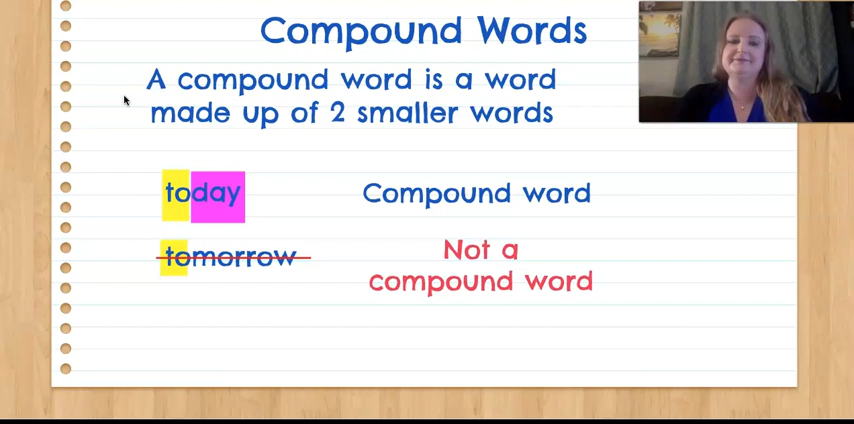 Compound Words
A compound word is a word
made up of 2 smaller words
today
Compound word
tomorrow
Not a
compound word